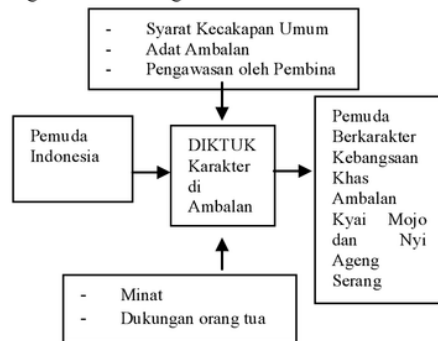 - Syarat Kecakapan Umum
- Adat Ambalan
- Pengawasan oleh Pembina
Pemuda
Indonesia
DIKTUK
Karakter
di
Ambalan
Pemuda
Berkarakter
Kebangsaan
Khas
Ambalan
Kyai Mojo
dan Nyi
Ageng
Serang
- Minat
- Dukungan orang tua